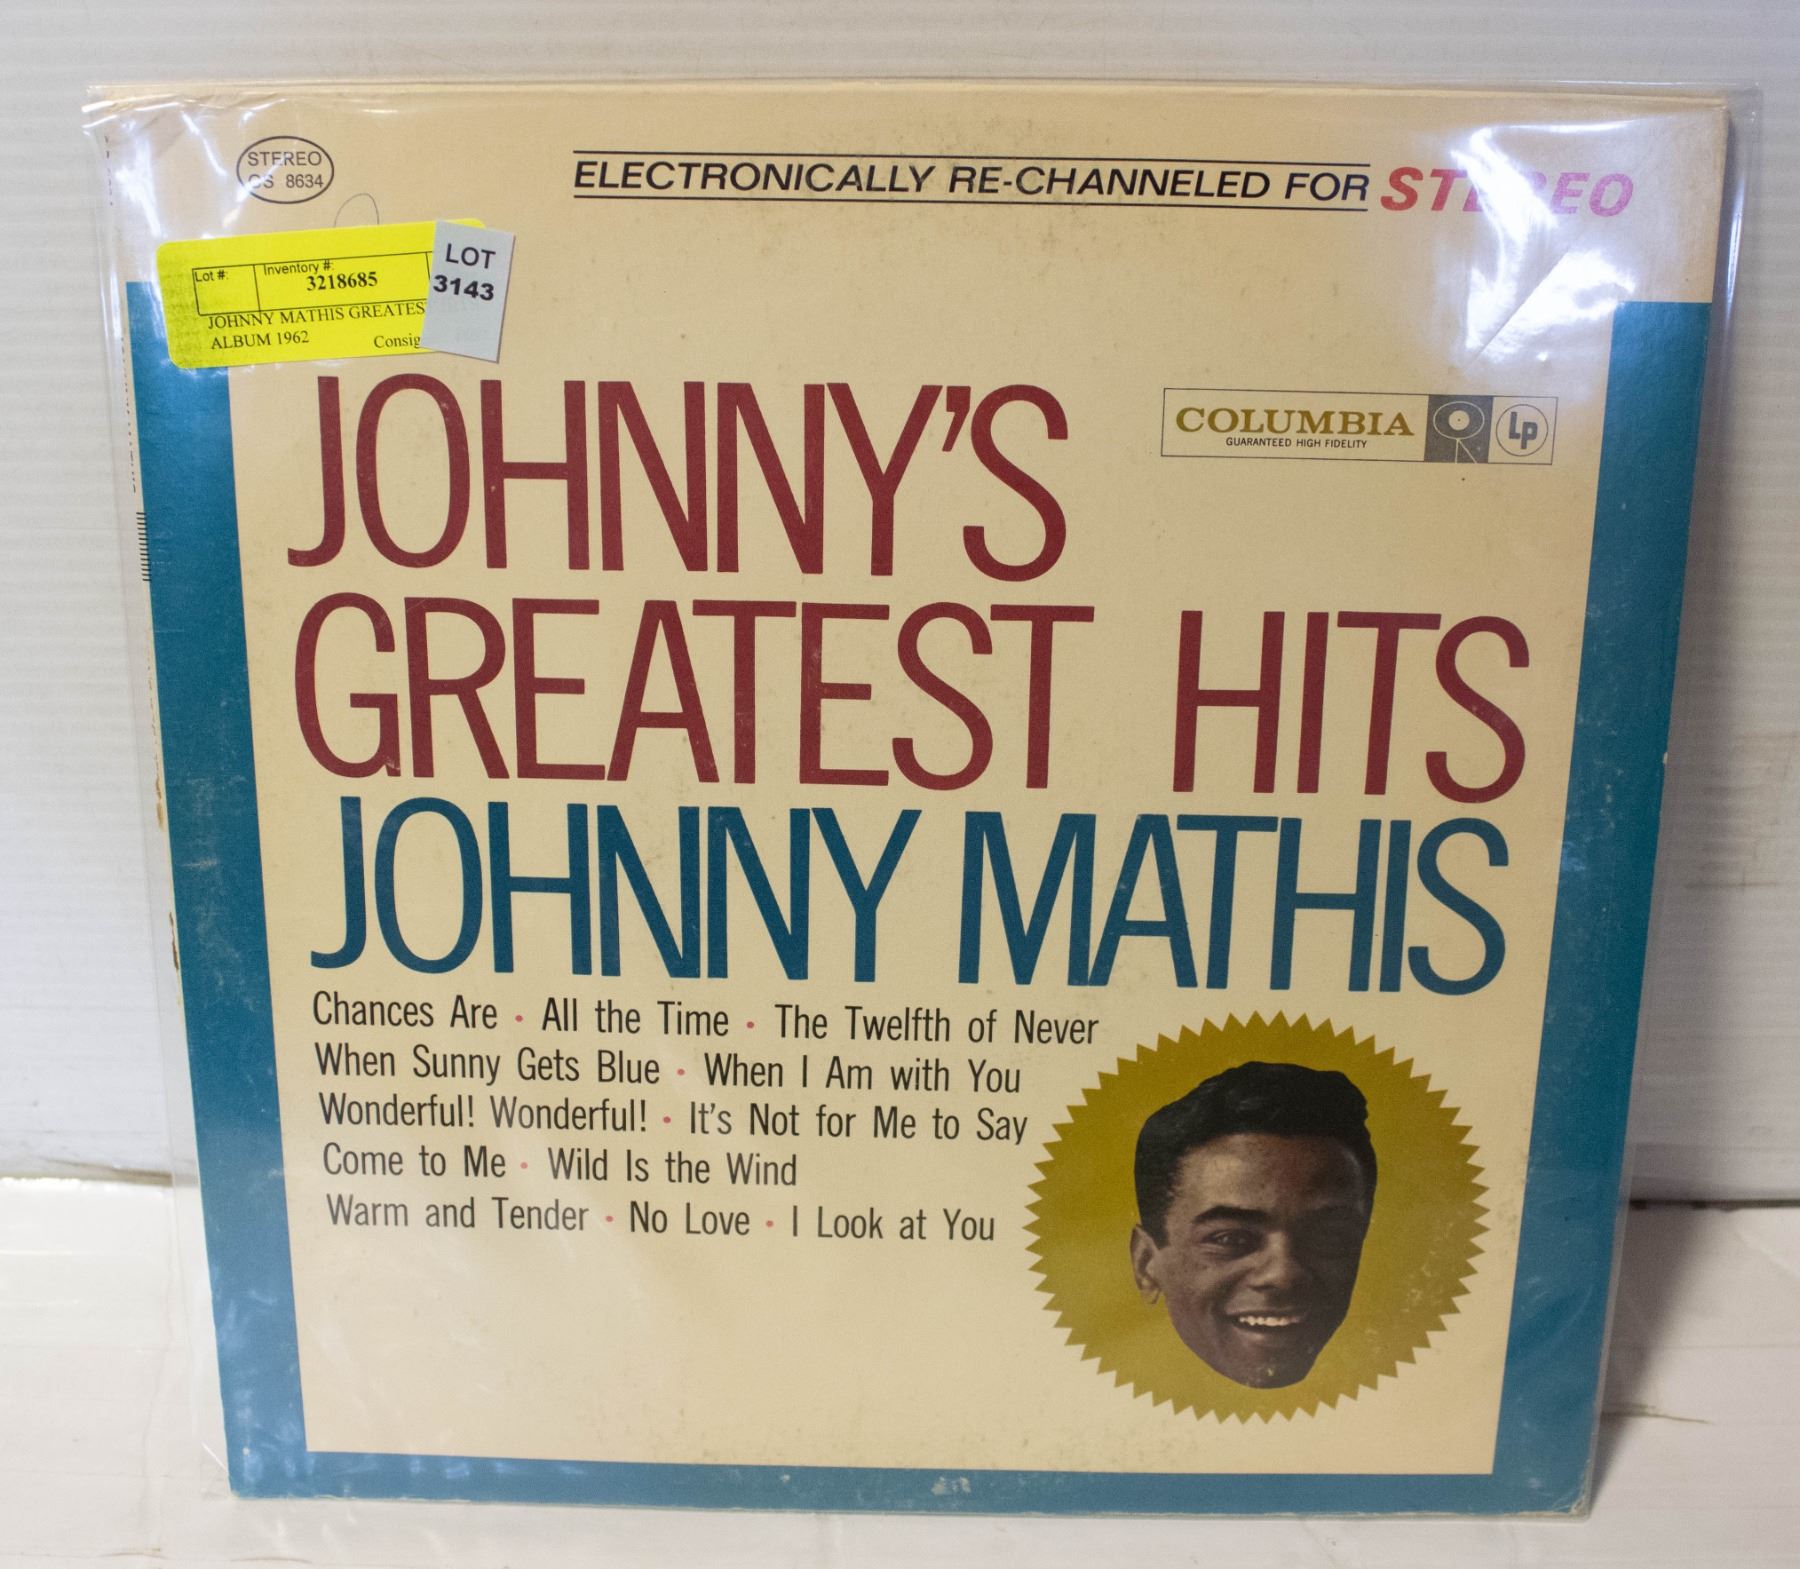 STEREO
CS 8634
ELECTRONICALLY RE-CHANNELED FOR STEREO
Lot #:
Inventory #:
3218685
LOT
3143
JOHNNY MATHIS
ALBUM 1962
COLUMBIA
GUARANTEED HIGH FIDELITY
Lp
JOHNNY'S
GREATEST HITS
JOHNNY MATHIS
Chances Are · All the Time · The Twelfth of Never
When Sunny Gets Blue · When I Am with You
Wonderful! Wonderful! · It's Not for Me to Say
Come to Me · Wild Is the Wind
Warm and Tender · No Love · I Look at You